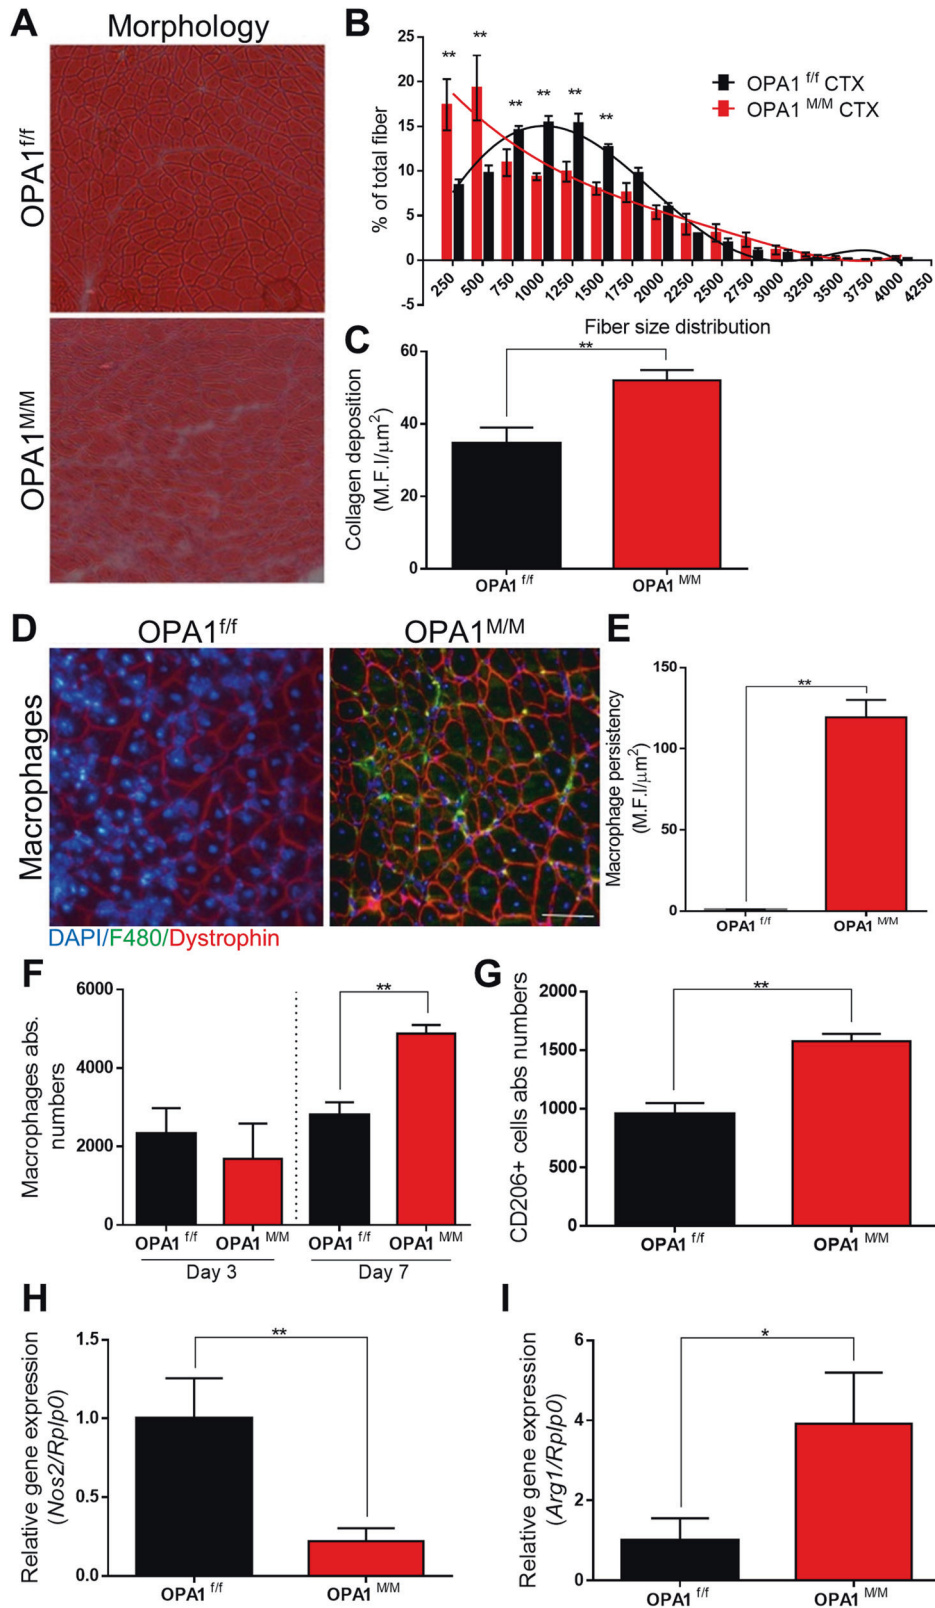 A
Morphology
OPA1f/f
OPA1M/M
B
25
20
15
10
5
0
-5
% of total fiber
** ** ** ** ** **
OPA1 f/f CTX
OPA1 M/M CTX
250 500 750 1000 1250 1500 1750 2000 2250 2500 2750 3000 3250 3500 3750 4000 4250
Fiber size distribution
C
60
40
20
0
Collagen deposition
(M.F.I/µm2)
**
OPA1 f/f OPA1 M/M
D
OPA1f/f OPA1M/M
Macrophages
DAPI/F480/Dystrophin
E
150
100
50
0
Macrophage persistency
(M.F.I/µm2)
**
OPA1 f/f OPA1 M/M
F
6000
4000
2000
0
Macrophages abs.
numbers
**
OPA1 f/f OPA1 M/M OPA1 f/f OPA1 M/M
Day 3 Day 7
G
2000
1500
1000
500
0
CD206+ cells abs numbers
**
OPA1 f/f OPA1 M/M
H
1.5
1.0
0.5
0.0
Relative gene expression
(Nos2/Rplp0)
**
OPA1 f/f OPA1 M/M
I
6
4
2
0
Relative gene expression
(Arg1/Rplp0)
*
OPA1 f/f OPA1 M/M